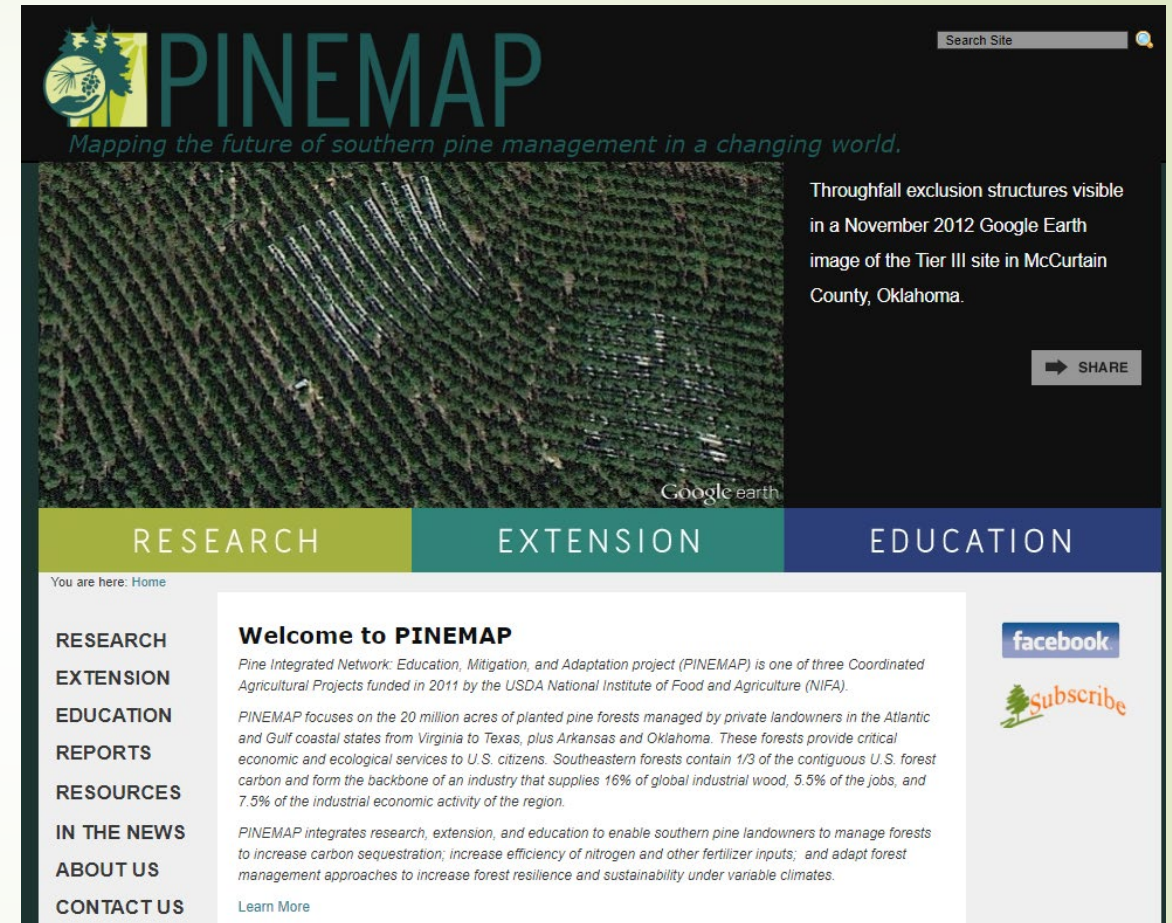 PINEMAP
Search Site
Mapping the future of southern pine management in a changing world.
Throughfall exclusion structures visible
in a November 2012 Google Earth
image of the Tier III site in McCurtain
County, Oklahoma.
SHARE
Google earth
RESEARCH
EXTENSION
EDUCATION
You are here: Home
RESEARCH
EXTENSION
EDUCATION
REPORTS
RESOURCES
IN THE NEWS
ABOUT US
CONTACT US
Welcome to PINEMAP
Pine Integrated Network: Education, Mitigation, and Adaptation project (PINEMAP) is one of three Coordinated
Agricultural Projects funded in 2011 by the USDA National Institute of Food and Agriculture (NIFA).
PINEMAP focuses on the 20 million acres of planted pine forests managed by private landowners in the Atlantic
and Gulf coastal states from Virginia to Texas, plus Arkansas and Oklahoma. These forests provide critical
economic and ecological services to U.S. citizens. Southeastern forests contain 1/3 of the contiguous U.S. forest
carbon and form the backbone of an industry that supplies 16% of global industrial wood, 5.5% of the jobs, and
7.5% of the industrial economic activity of the region.
PINEMAP integrates research, extension, and education to enable southern pine landowners to manage forests
to increase carbon sequestration; increase efficiency of nitrogen and other fertilizer inputs; and adapt forest
management approaches to increase forest resilience and sustainability under variable climates.
Learn More
facebook
Subscribe